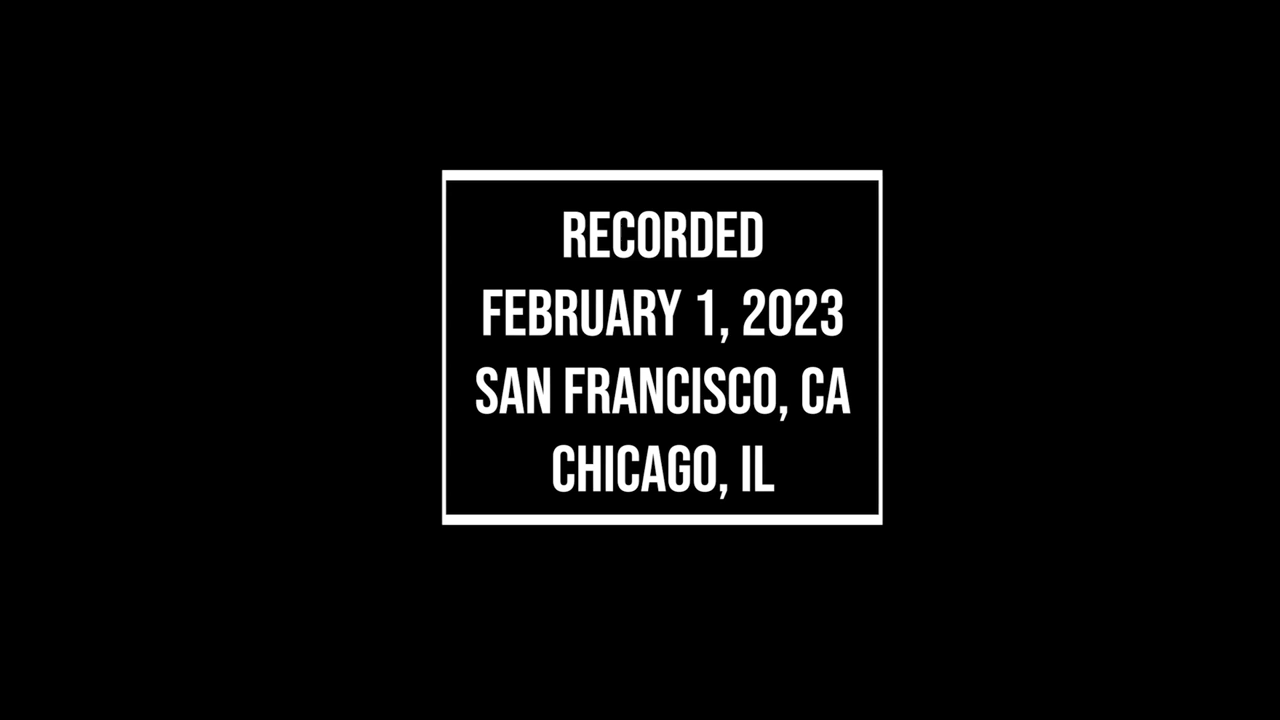 RECORDED
FEBRUARY 1, 2023
SAN FRANCISCO, CA
CHICAGO, IL